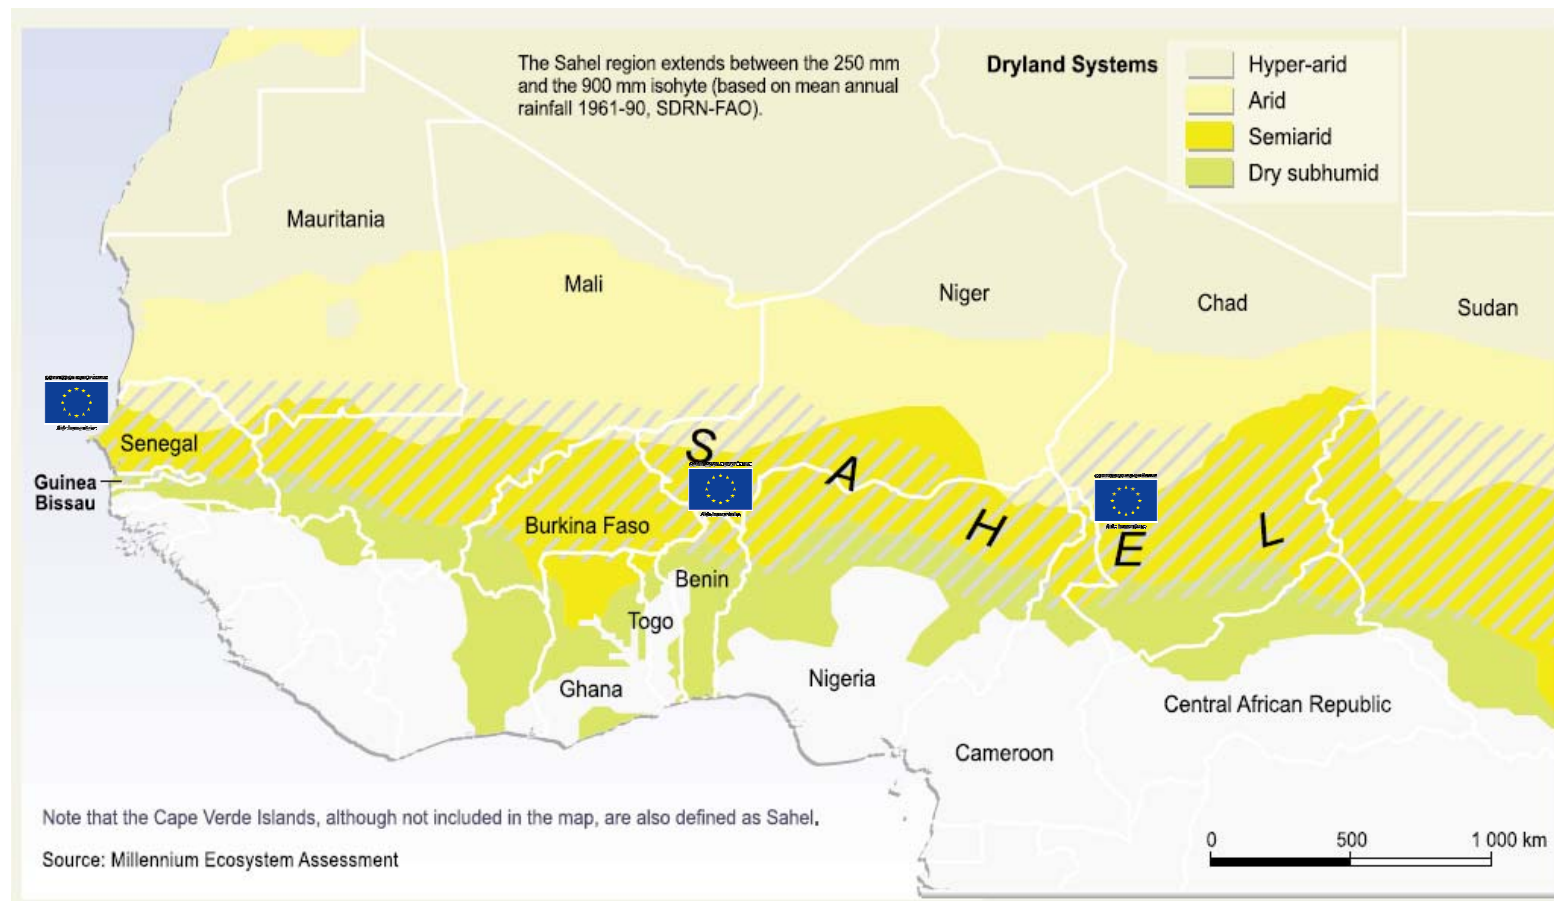 The Sahel region extends between the 250 mm
and the 900 mm isohyte (based on mean annual
rainfall 1961-90, SDRN-FAO).
Dryland Systems
Hyper-arid
Arid
Semiarid
Dry subhumid
Mauritania
Mali
Niger
Chad
Sudan
Senegal
Guinea
Bissau
SAHEL
Burkina Faso
Benin
Togo
Ghana
Nigeria
Cameroon
Central African Republic
Note that the Cape Verde Islands, although not included in the map, are also defined as Sahel.
Source: Millennium Ecosystem Assessment
0 500 1 000 km